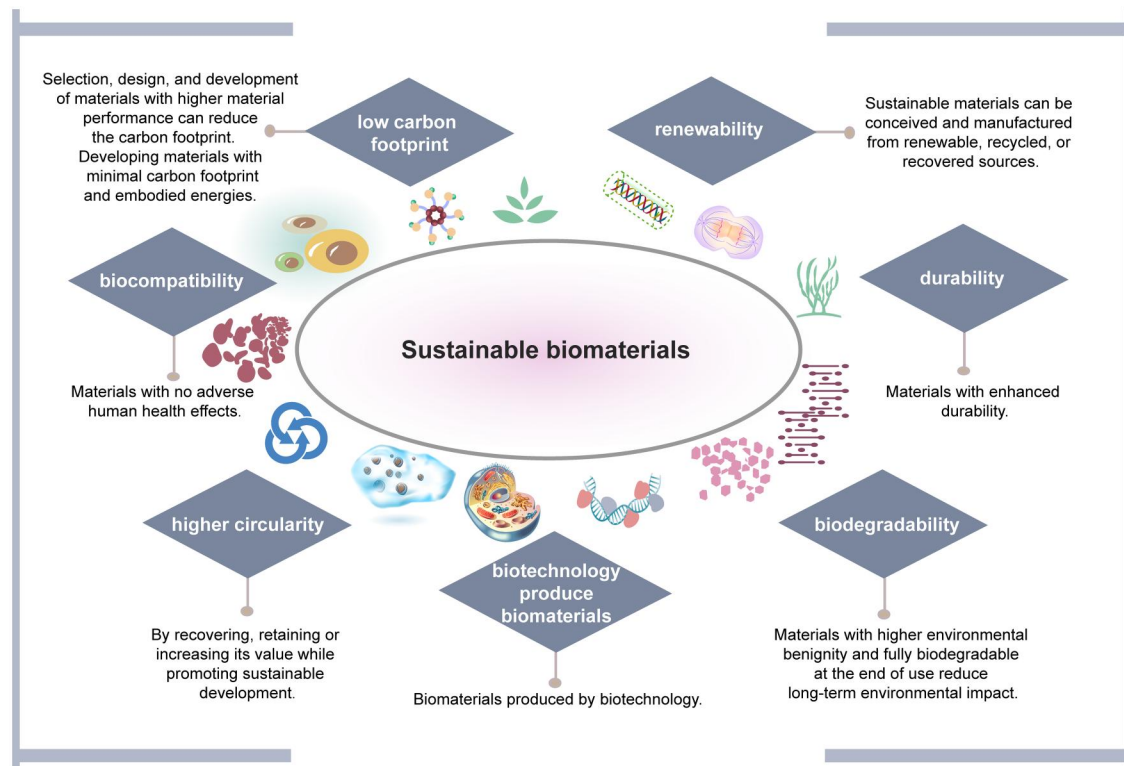 Selection, design, and development
of materials with higher material
performance can reduce
the carbon footprint.
Developing materials with
minimal carbon footprint
and embodied energies.
low carbon
footprint
renewability
Sustainable materials can be
conceived and manufactured
from renewable, recycled, or
recovered sources.
biocompatibility
Materials with no adverse
human health effects.
Sustainable biomaterials
durability
Materials with enhanced
durability.
higher circularity
By recovering, retaining or
increasing its value while
promoting sustainable
development.
biotechnology
produce
biomaterials
Biomaterials produced by biotechnology.
biodegradability
Materials with higher environmental
benignity and fully biodegradable
at the end of use reduce
long-term environmental impact.